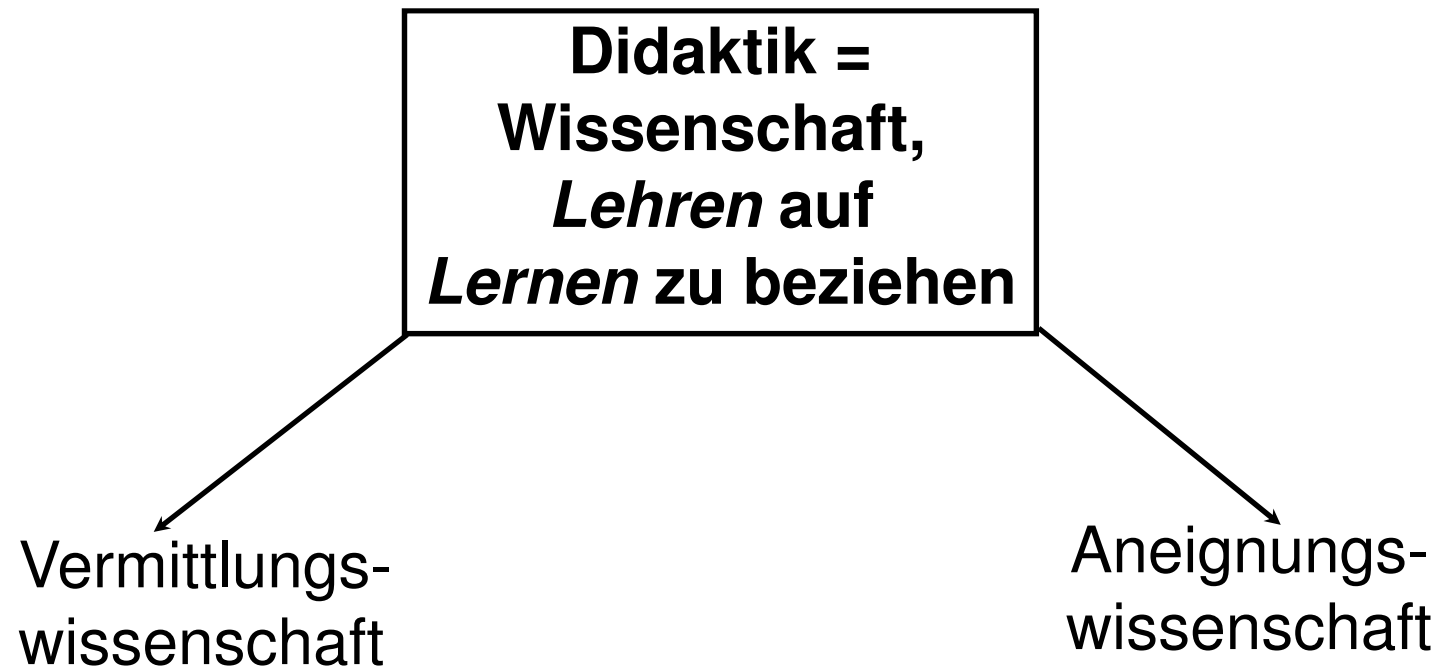 Didaktik =
Wissenschaft,
Lehren auf
Lernen zu beziehen
Vermittlungs-
wissenschaft
Aneignungs-
wissenschaft